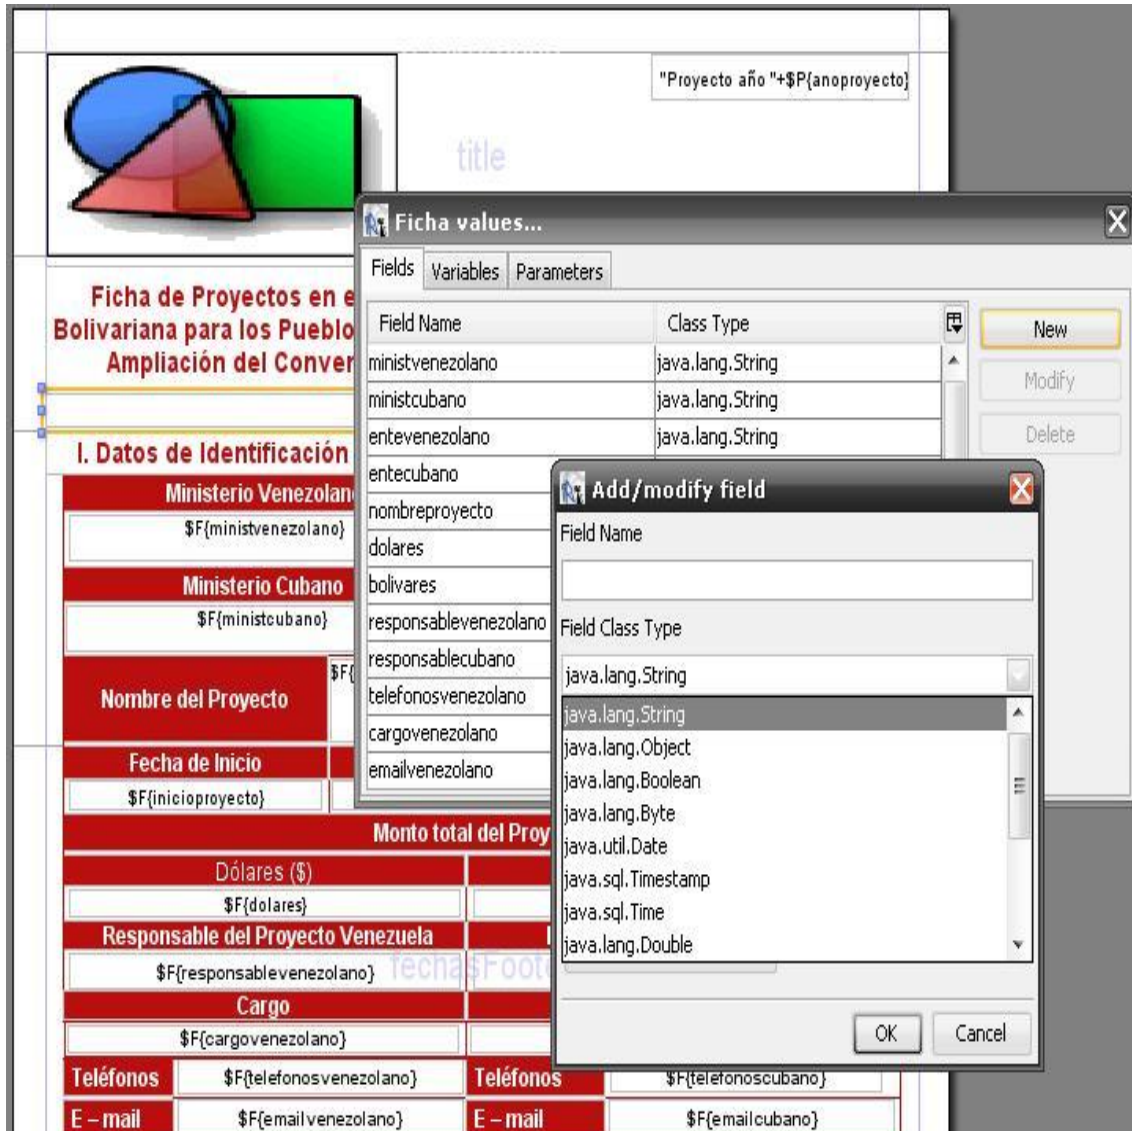 "Proyecto año "+$P{anoproyecto}
title
Ficha values...
Fields Variables Parameters
Field Name Class Type
New
Modify
Delete
ministvenezolano java.lang.String
ministcubano java.lang.String
entevenezolano java.lang.String
entecubano
nombreproyecto
dolares
bolivares
responsablevenezolano
responsablecubano
telefonosvenezolano
cargovenezolano
emailvenezolano
Add/modify field
Field Name
Field Class Type
java.lang.String
java.lang.String
java.lang.Object
java.lang.Boolean
java.lang.Byte
java.util.Date
java.sql.Timestamp
java.sql.Time
java.lang.Double
OK Cancel
Ficha de Proyectos en e
Bolivariana para los Pueblo
Ampliación del Conver
I. Datos de Identificación
Ministerio Venezolan
$F{ministvenezolano}
Ministerio Cubano
$F{ministcubano}
Nombre del Proyecto $F{
Fecha de Inicio
$F{inicioproyecto}
Monto total del Proy
Dólares ($)
$F{dolares}
Responsable del Proyecto Venezuela
$F{responsablevenezolano} fechasFoote
Cargo
$F{cargovenezolano}
Teléfonos $F{telefonosvenezolano} Teléfonos $F{telefonoscubano}
E – mail $F{emailvenezolano} E – mail $F{emailcubano}